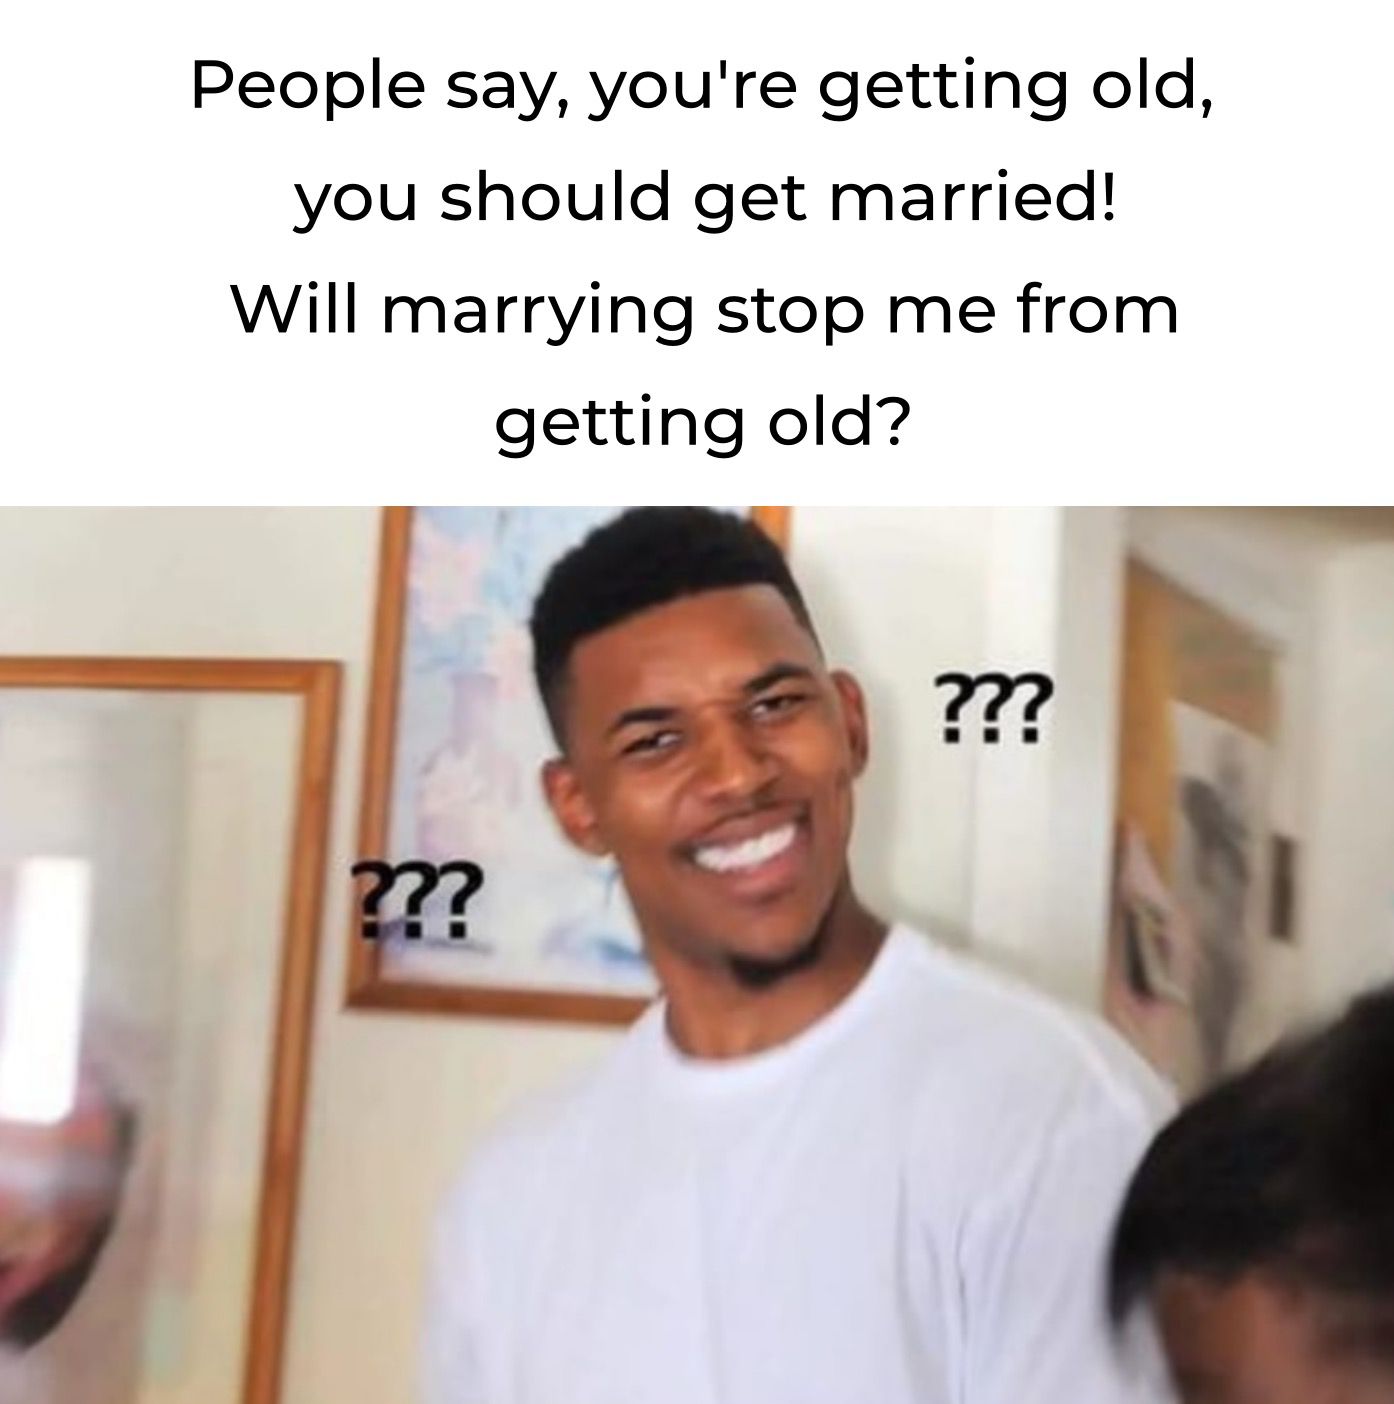 People say, you're getting old,
you should get married!
Will marrying stop me from
getting old?
???
???